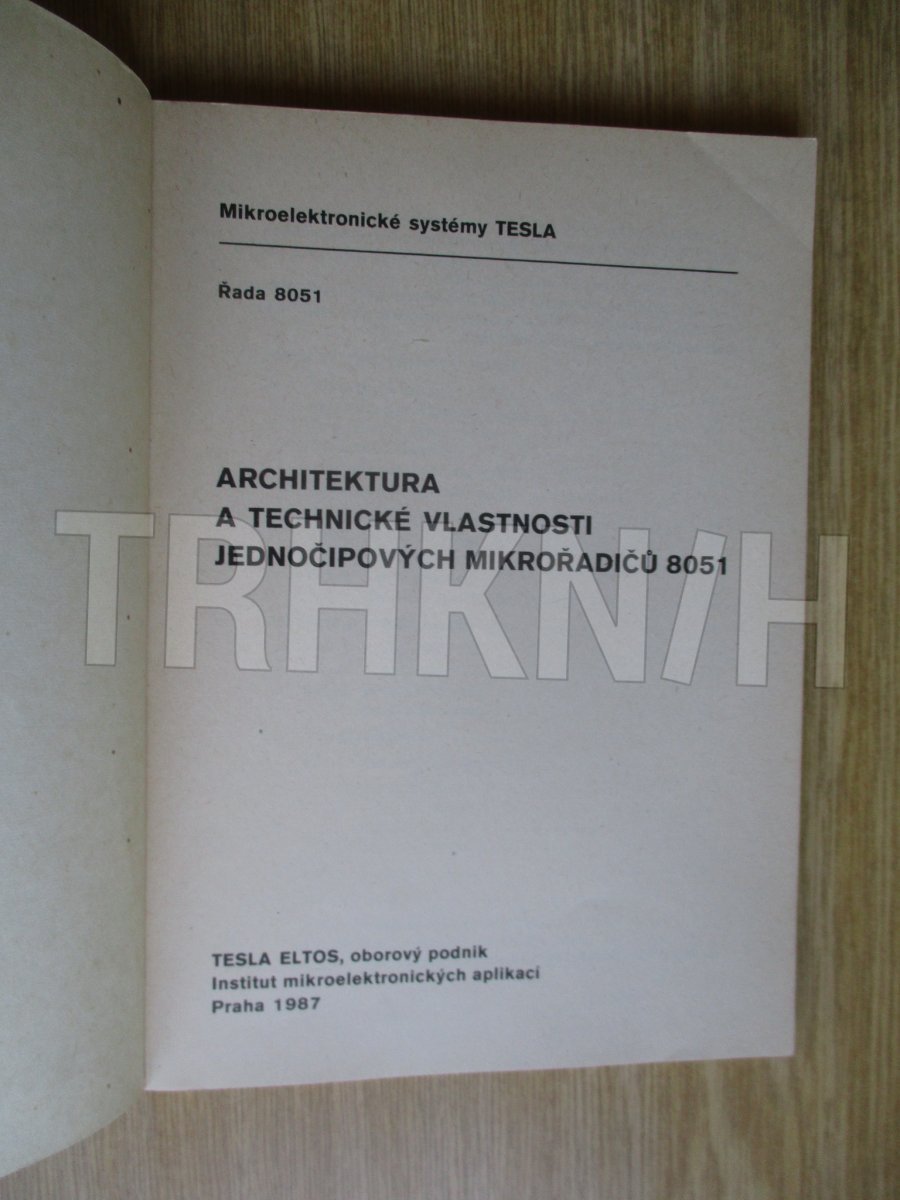 Mikroelektronické systémy TESLA
Řada 8051
ARCHITEKTURA
A TECHNICKÉ VLASTNOSTI
JEDNOČIPOVÝCH MIKROŘADIČŮ 8051
TRHKN/H
TESLA ELTOS, oborový podnik
Institut mikroelektronických aplikací
Praha 1987